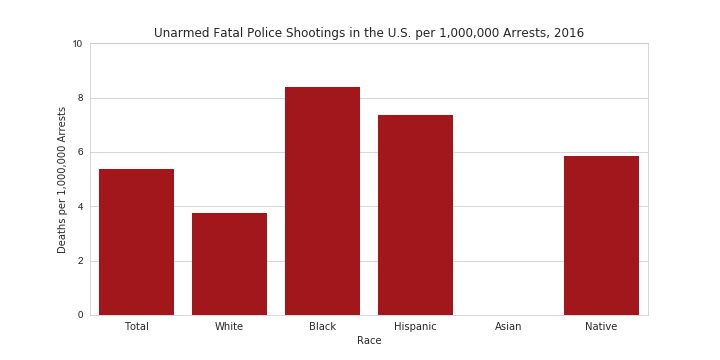 Unarmed Fatal Police Shootings in the U.S. per 1,000,000 Arrests, 2016
Deaths per 1,000,000 Arrests
10
8
6
4
2
0
Total White Black Hispanic Asian Native
Race